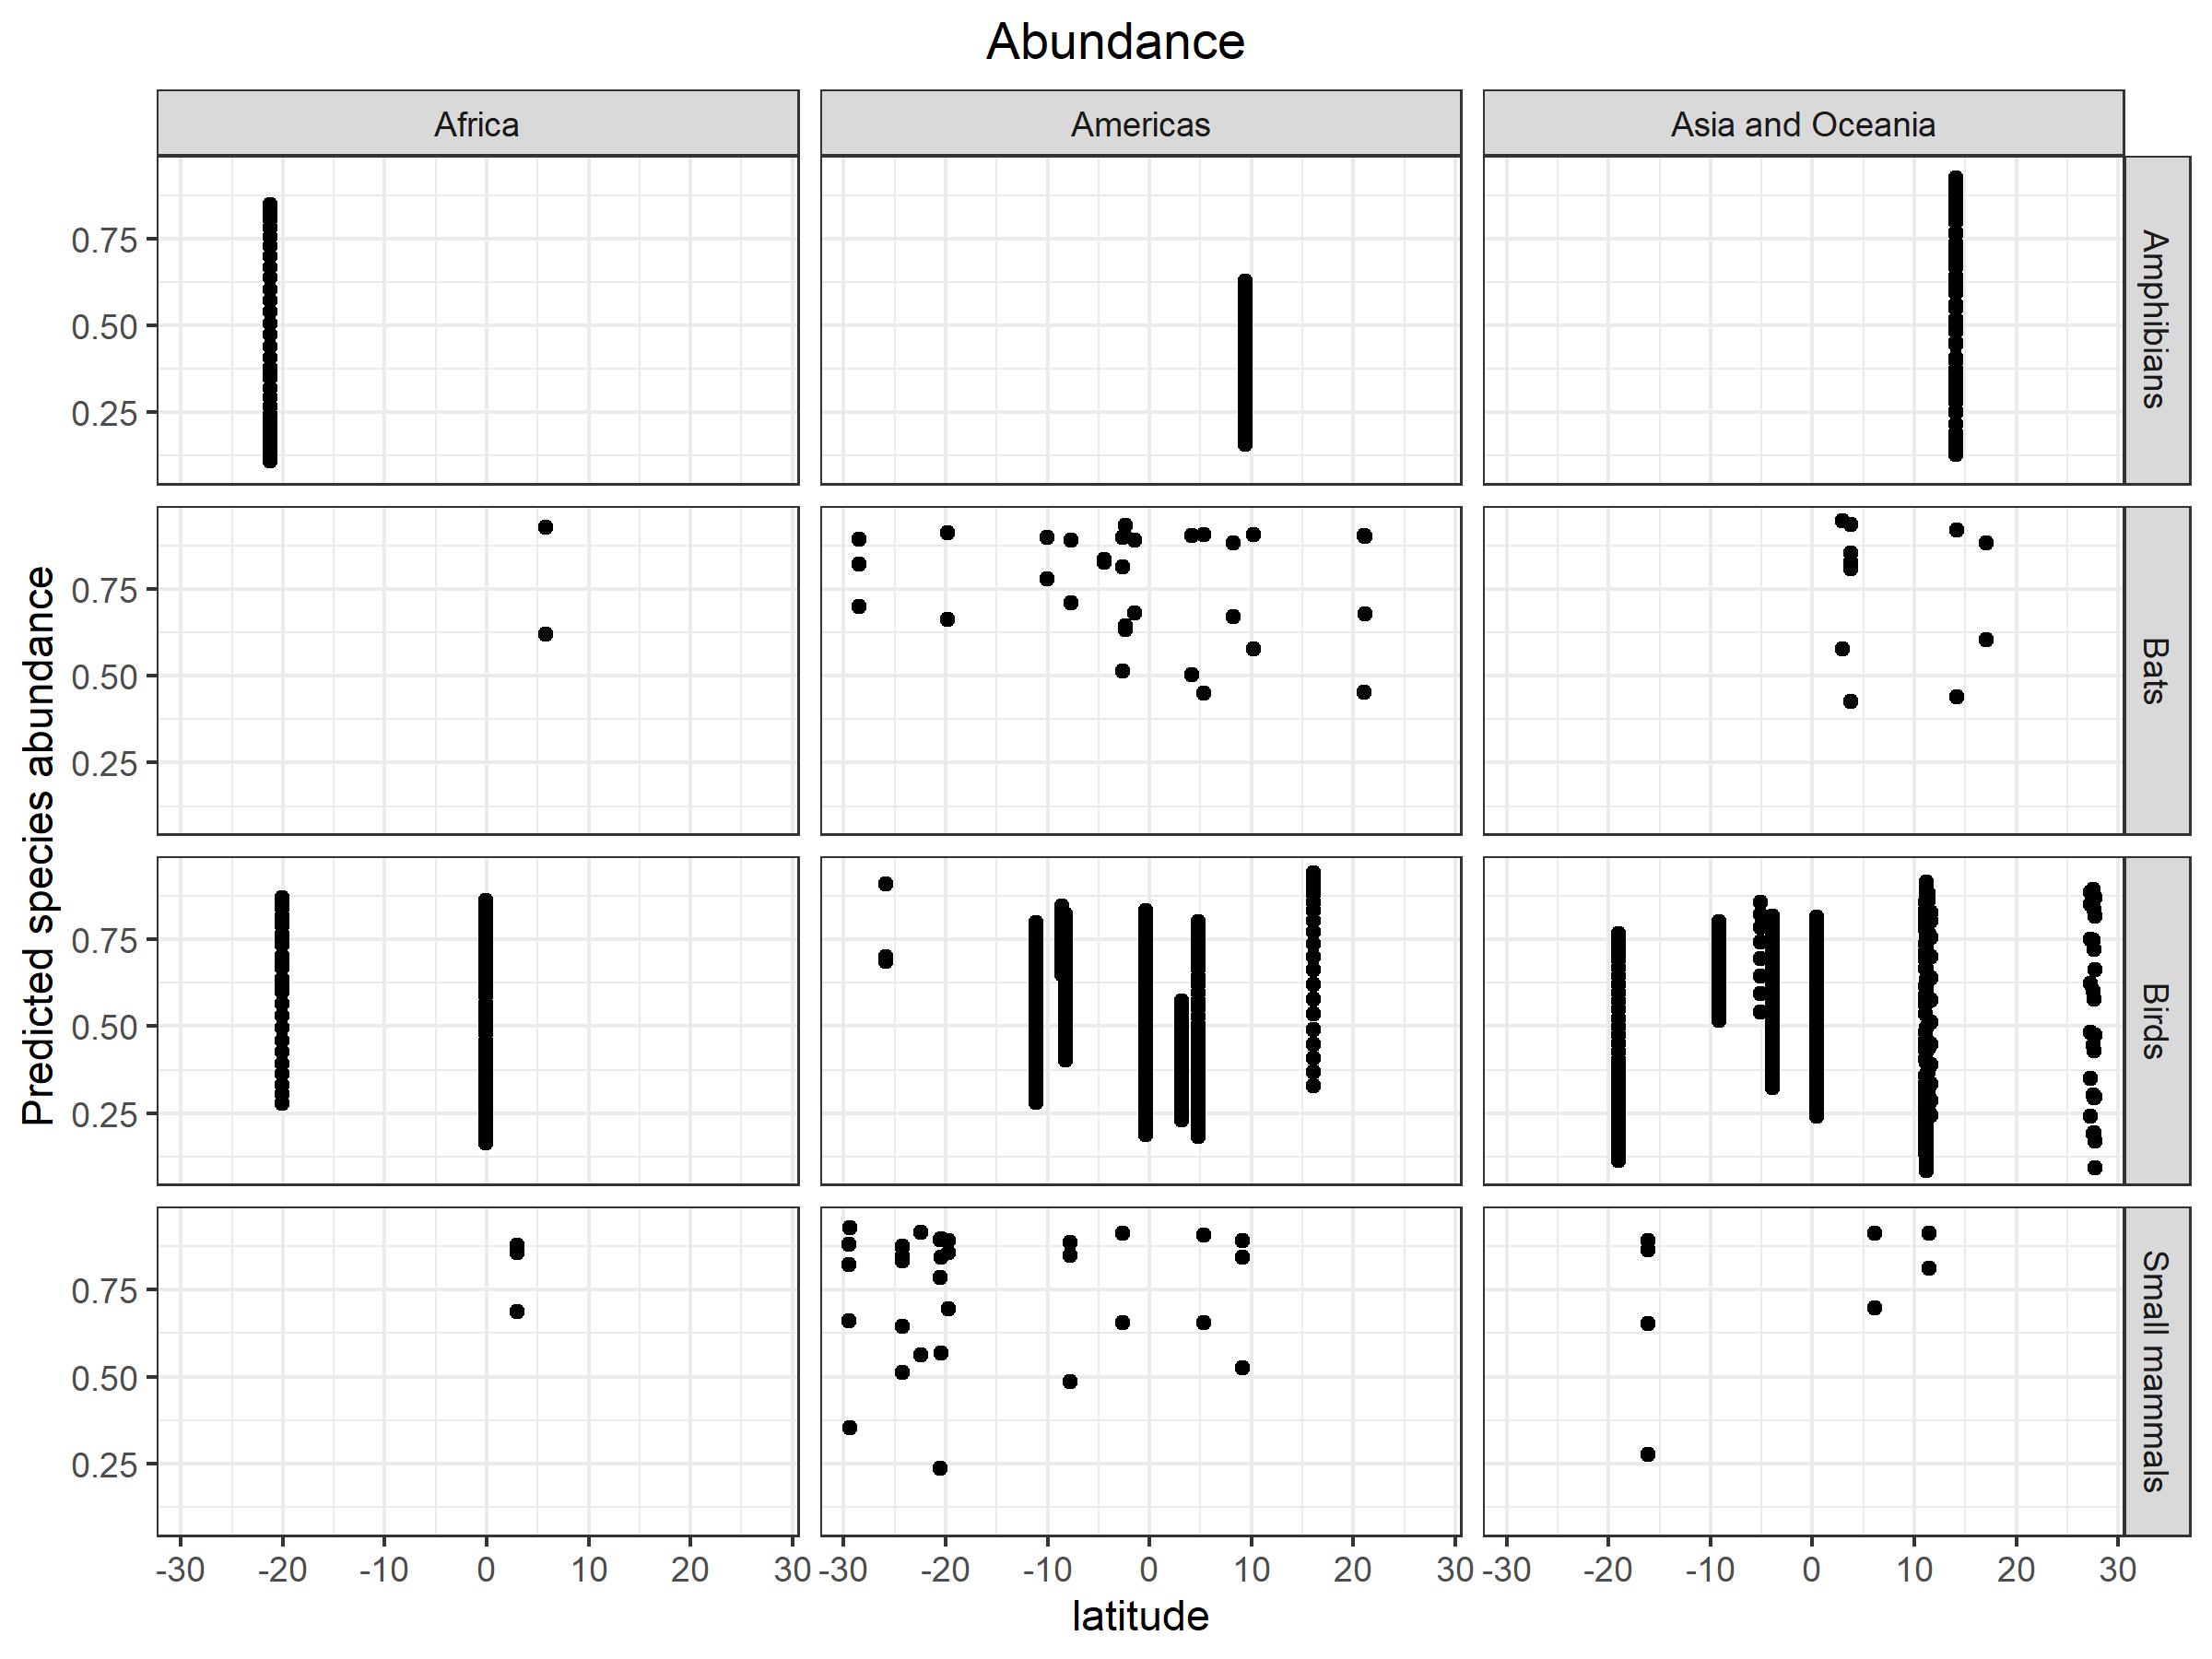 Abundance
Africa
Americas
Asia and Oceania
Predicted species abundance
0.75
0.50
0.25
Amphibians
0.75
0.50
0.25
Bats
0.75
0.50
0.25
Birds
0.75
0.50
0.25
Small mammals
-30 -20 -10 0 10 20 30
-30 -20 -10 0 10 20 30
-30 -20 -10 0 10 20 30
latitude